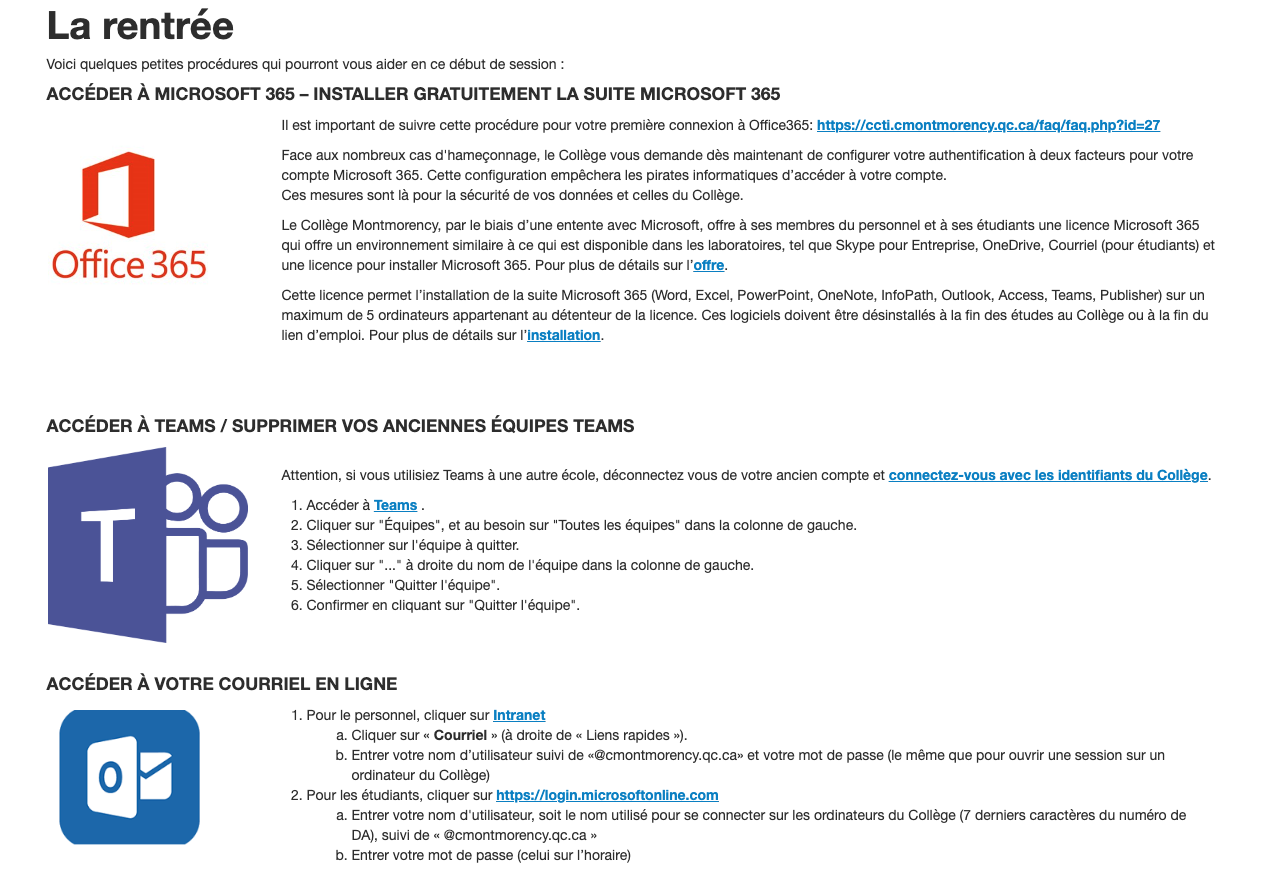 La rentrée
Voici quelques petites procédures qui pourront vous aider en ce début de session :
ACCÉDER À MICROSOFT 365 – INSTALLER GRATUITEMENT LA SUITE MICROSOFT 365
Office 365
Il est important de suivre cette procédure pour votre première connexion à Office365: https://ccti.cmontmorency.qc.ca/faq/faq.php?id=27
Face aux nombreux cas d'hameçonnage, le Collège vous demande dès maintenant de configurer votre authentification à deux facteurs pour votre
compte Microsoft 365. Cette configuration empêchera les pirates informatiques d’accéder à votre compte.
Ces mesures sont là pour la sécurité de vos données et celles du Collège.
Le Collège Montmorency, par le biais d’une entente avec Microsoft, offre à ses membres du personnel et à ses étudiants une licence Microsoft 365
qui offre un environnement similaire à ce qui est disponible dans les laboratoires, tel que Skype pour Entreprise, OneDrive, Courriel (pour étudiants) et
une licence pour installer Microsoft 365. Pour plus de détails sur l’offre.
Cette licence permet l’installation de la suite Microsoft 365 (Word, Excel, PowerPoint, OneNote, InfoPath, Outlook, Access, Teams, Publisher) sur un
maximum de 5 ordinateurs appartenant au détenteur de la licence. Ces logiciels doivent être désinstallés à la fin des études au Collège ou à la fin du
lien d’emploi. Pour plus de détails sur l’installation.
ACCÉDER À TEAMS / SUPPRIMER VOS ANCIENNES ÉQUIPES TEAMS
T
Attention, si vous utilisiez Teams à une autre école, déconnectez vous de votre ancien compte et connectez-vous avec les identifiants du Collège.
1. Accéder à Teams .
2. Cliquer sur "Équipes", et au besoin sur "Toutes les équipes" dans la colonne de gauche.
3. Sélectionner sur l'équipe à quitter.
4. Cliquer sur "..." à droite du nom de l'équipe dans la colonne de gauche.
5. Sélectionner "Quitter l'équipe".
6. Confirmer en cliquant sur "Quitter l'équipe".
ACCÉDER À VOTRE COURRIEL EN LIGNE
O
1. Pour le personnel, cliquer sur Intranet
a. Cliquer sur « Courriel » (à droite de « Liens rapides »).
b. Entrer votre nom d’utilisateur suivi de «@cmontmorency.qc.ca» et votre mot de passe (le même que pour ouvrir une session sur un
ordinateur du Collège)
2. Pour les étudiants, cliquer sur https://login.microsoftonline.com
a. Entrer votre nom d'utilisateur, soit le nom utilisé pour se connecter sur les ordinateurs du Collège (7 derniers caractères du numéro de
DA), suivi de « @cmontmorency.qc.ca »
b. Entrer votre mot de passe (celui sur l’horaire)